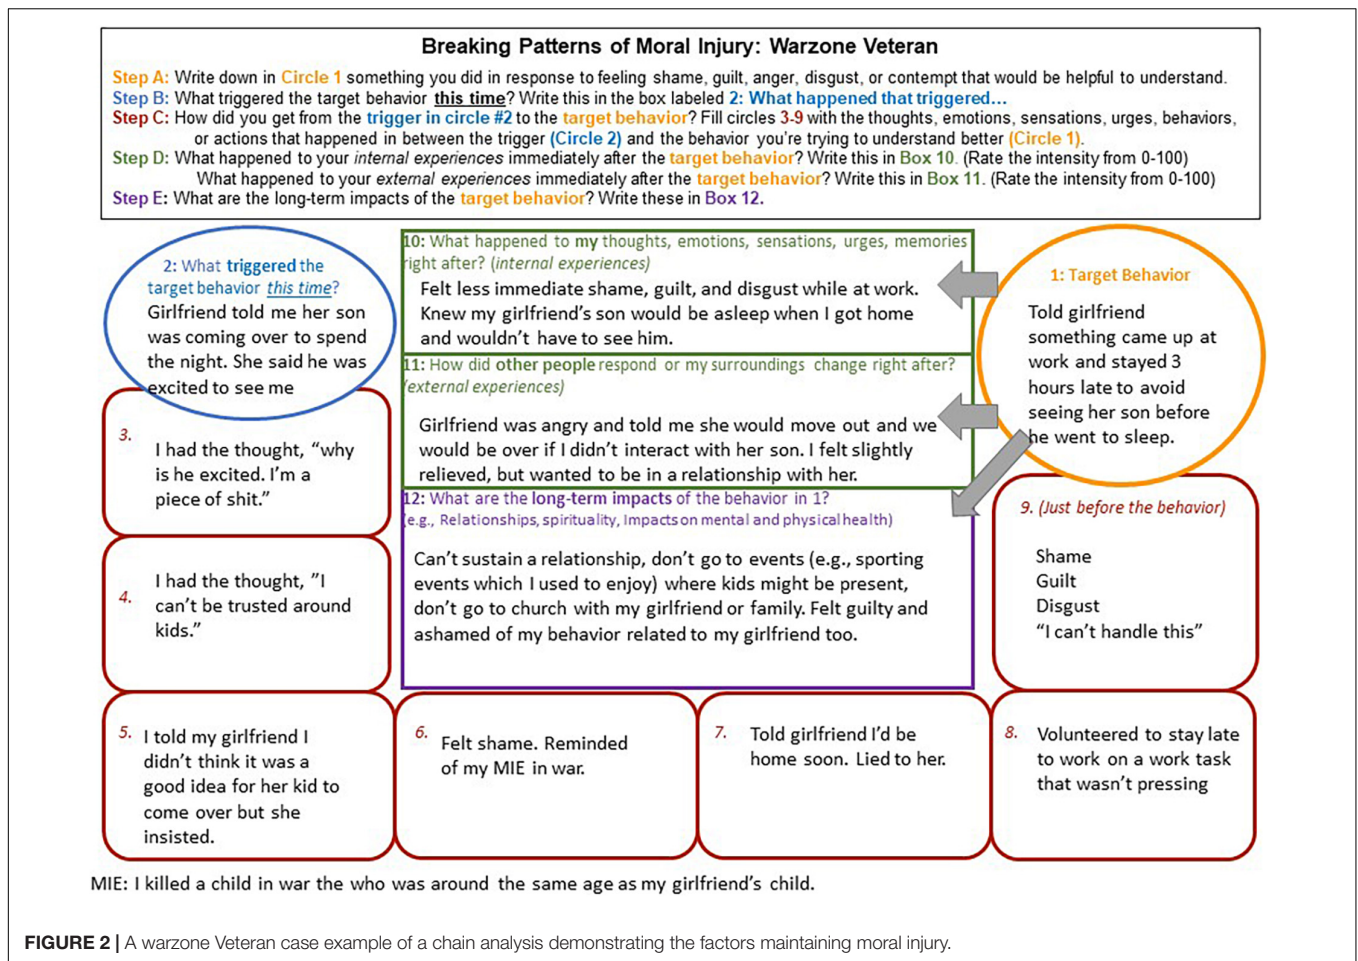 Breaking Patterns of Moral Injury: Warzone Veteran
Step A: Write down in Circle 1 something you did in response to feeling shame, guilt, anger, disgust, or contempt that would be helpful to understand.
Step B: What triggered the target behavior this time? Write this in the box labeled 2: What happened that triggered…
Step C: How did you get from the trigger in circle #2 to the target behavior? Fill circles 3-9 with the thoughts, emotions, sensations, urges, behaviors,
or actions that happened in between the trigger (Circle 2) and the behavior you're trying to understand better (Circle 1).
Step D: What happened to your internal experiences immediately after the target behavior? Write this in Box 10. (Rate the intensity from 0-100)
What happened to your external experiences immediately after the target behavior? Write this in Box 11. (Rate the intensity from 0-100)
Step E: What are the long-term impacts of the target behavior? Write these in Box 12.
1: Target Behavior
Told girlfriend
something came up at
work and stayed 3
hours late to avoid
seeing her son before
he went to sleep.
2: What triggered the
target behavior this time?
Girlfriend told me her son
was coming over to spend
the night. She said he was
excited to see me
3.
I had the thought, "why
is he excited. I'm a
piece of shit."
4.
I had the thought, "I
can't be trusted around
kids."
5.
I told my girlfriend I
didn't think it was a
good idea for her kid to
come over but she
insisted.
6.
Felt shame. Reminded
of my MIE in war.
7.
Told girlfriend I'd be
home soon. Lied to her.
8.
Volunteered to stay late
to work on a work task
that wasn't pressing
9. (Just before the behavior)
Shame
Guilt
Disgust
"I can't handle this"
10: What happened to my thoughts, emotions, sensations, urges, memories
right after? (internal experiences)
Felt less immediate shame, guilt, and disgust while at work.
Knew my girlfriend's son would be asleep when I got home
and wouldn't have to see him.
11: How did other people respond or my surroundings change right after?
(external experiences)
Girlfriend was angry and told me she would move out and we
would be over if I didn't interact with her son. I felt slightly
relieved, but wanted to be in a relationship with her.
12: What are the long-term impacts of the behavior in 1?
(e.g., Relationships, spirituality, Impacts on mental and physical health)
Can't sustain a relationship, don't go to events (e.g., sporting
events which I used to enjoy) where kids might be present,
don't go to church with my girlfriend or family. Felt guilty and
ashamed of my behavior related to my girlfriend too.
MIE: I killed a child in war the who was around the same age as my girlfriend's child.
FIGURE 2 | A warzone Veteran case example of a chain analysis demonstrating the factors maintaining moral injury.